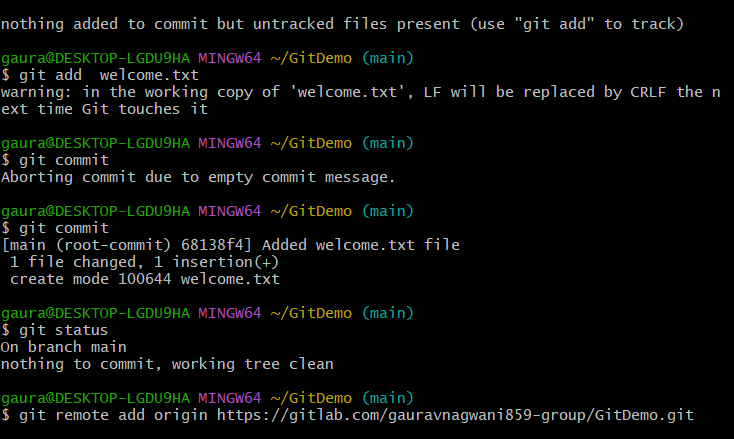 nothing added to commit but untracked files present (use "git add" to track)
gaura@DESKTOP-LGDU9HA MINGW64 ~/GitDemo (main)
$ git add  welcome.txt
warning: in the working copy of 'welcome.txt', LF will be replaced by CRLF the n
ext time Git touches it
gaura@DESKTOP-LGDU9HA MINGW64 ~/GitDemo (main)
$ git commit
Aborting commit due to empty commit message.
gaura@DESKTOP-LGDU9HA MINGW64 ~/GitDemo (main)
$ git commit
[main (root-commit) 68138f4] Added welcome.txt file
 1 file changed, 1 insertion(+)
 create mode 100644 welcome.txt
gaura@DESKTOP-LGDU9HA MINGW64 ~/GitDemo (main)
$ git status
On branch main
nothing to commit, working tree clean
gaura@DESKTOP-LGDU9HA MINGW64 ~/GitDemo (main)
$ git remote add origin https://gitlab.com/gauravnagwani859-group/GitDemo.git